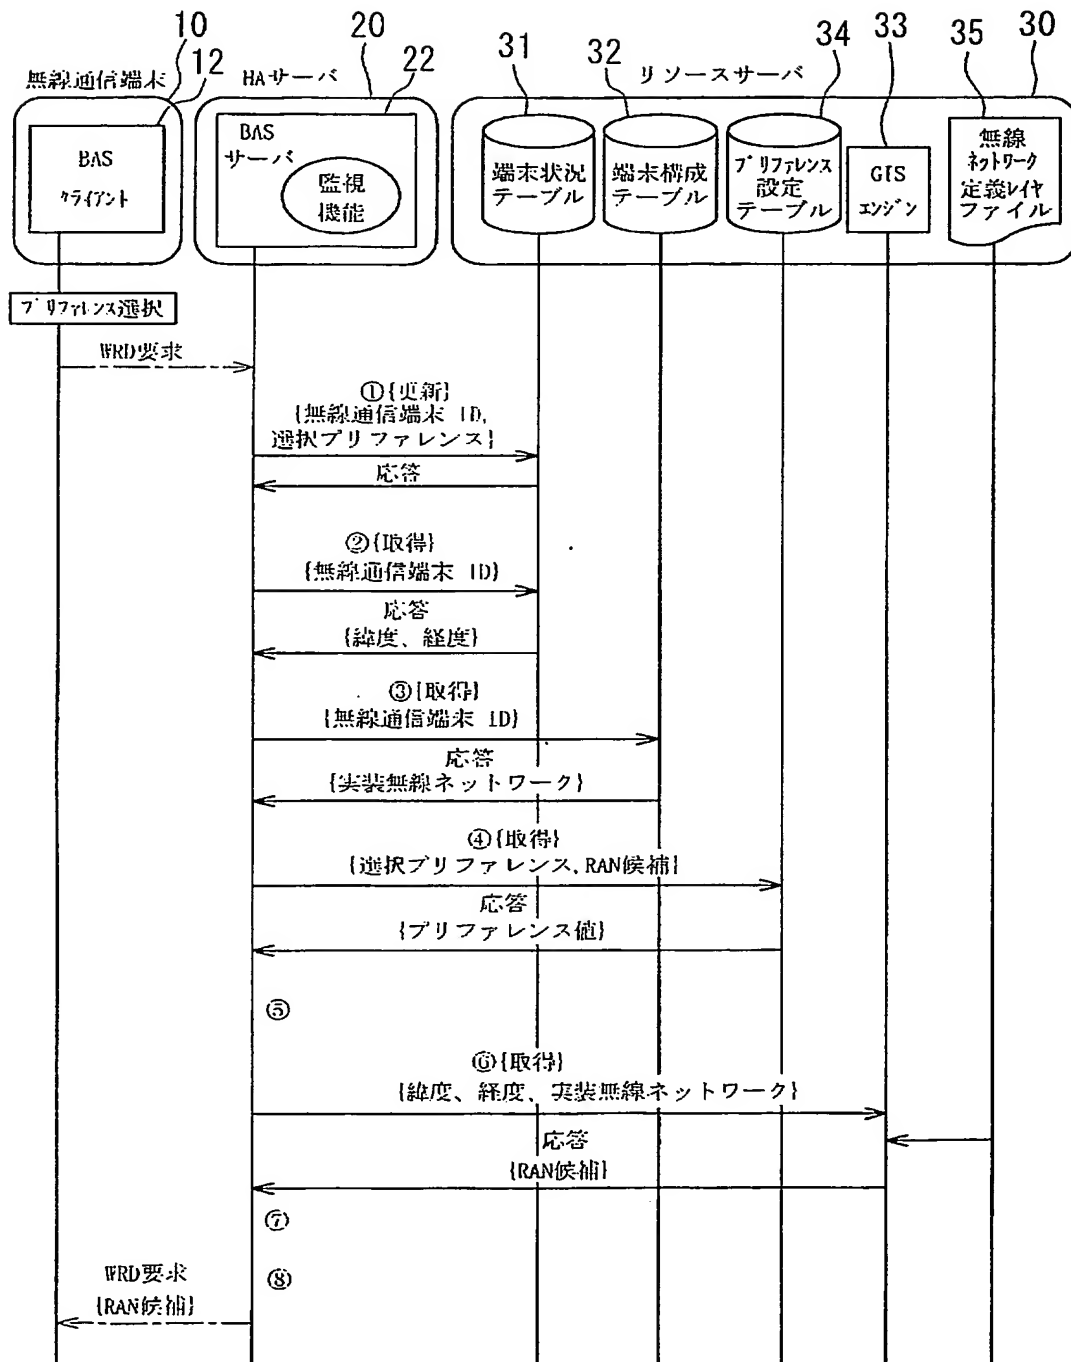 10
20
31
32
34
33
35
30
無線通信端末
12
HAサーバ
22
リソースサーバ
BAS
クライアント
BAS
サーバ
監視
機能
端末状況
テーブル
端末構成
テーブル
プリファレンス
設定
テーブル
GIS
エンジン
無線
ネットワーク
定義レイヤ
ファイル
プリファレンス選択
WRD要求
①{更新}
{無線通信端末 ID,
選択プリファレンス}
応答
②{取得}
{無線通信端末 ID}
応答
{緯度、経度}
③{取得}
{無線通信端末 ID}
応答
{実装無線ネットワーク}
④{取得}
{選択プリファレンス,RAN候補}
応答
{プリファレンス値}
⑤
⑥{取得}
{緯度、経度、実装無線ネットワーク}
応答
{RAN候補}
⑦
⑧
WRD要求
{RAN候補}